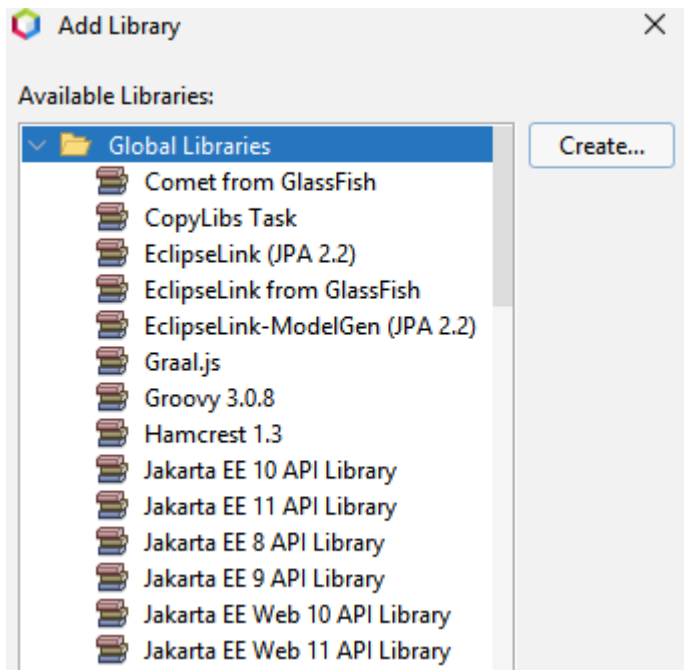 Add Library
Available Libraries:
Global Libraries
Create...
Comet from GlassFish
CopyLibs Task
EclipseLink (JPA 2.2)
EclipseLink from GlassFish
EclipseLink-ModelGen (JPA 2.2)
Graal.js
Groovy 3.0.8
Hamcrest 1.3
Jakarta EE 10 API Library
Jakarta EE 11 API Library
Jakarta EE 8 API Library
Jakarta EE 9 API Library
Jakarta EE Web 10 API Library
Jakarta EE Web 11 API Library